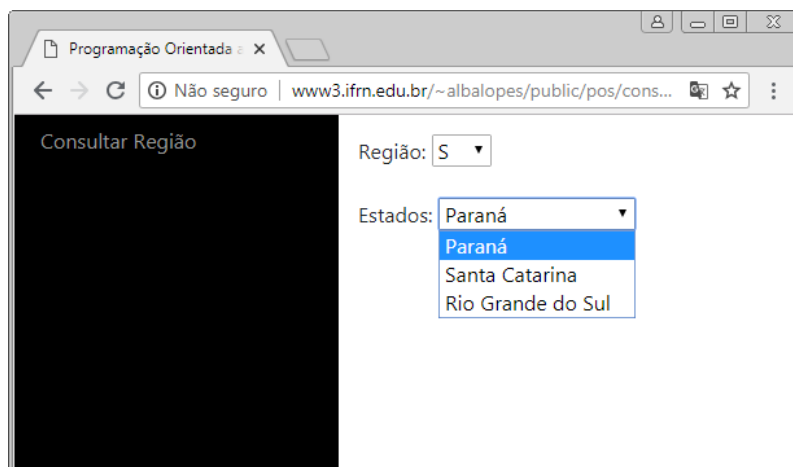 Programação Orientada a
Não seguro | www3.ifrn.edu.br/~albalopes/public/pos/cons...
Consultar Região
Região: S
Estados: Paraná
Paraná
Santa Catarina
Rio Grande do Sul